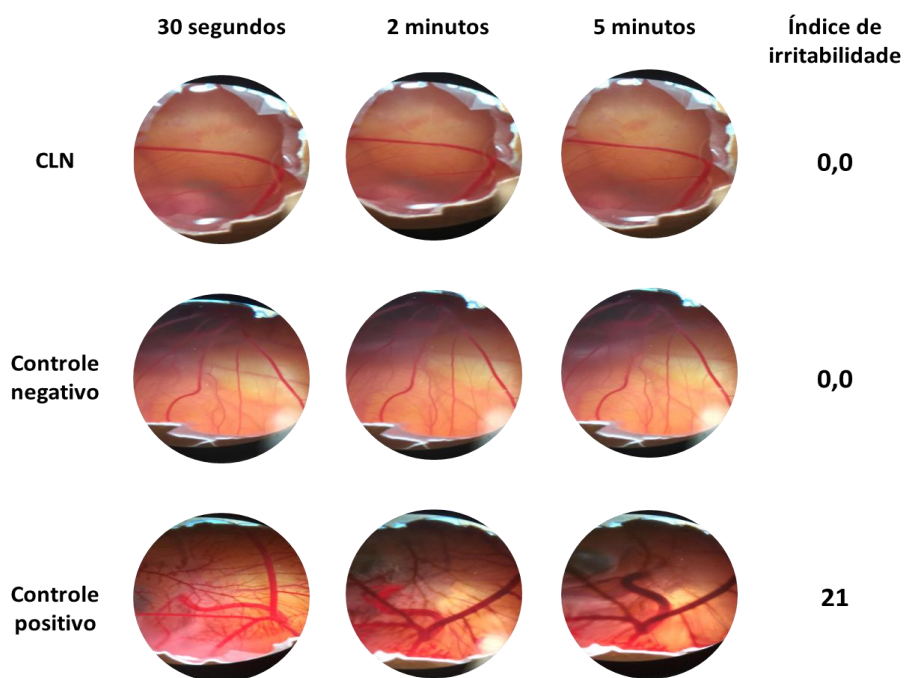 30 segundos
2 minutos
5 minutos
Índice de
irritabilidade
CLN
0,0
Controle
negativo
0,0
Controle
positivo
21